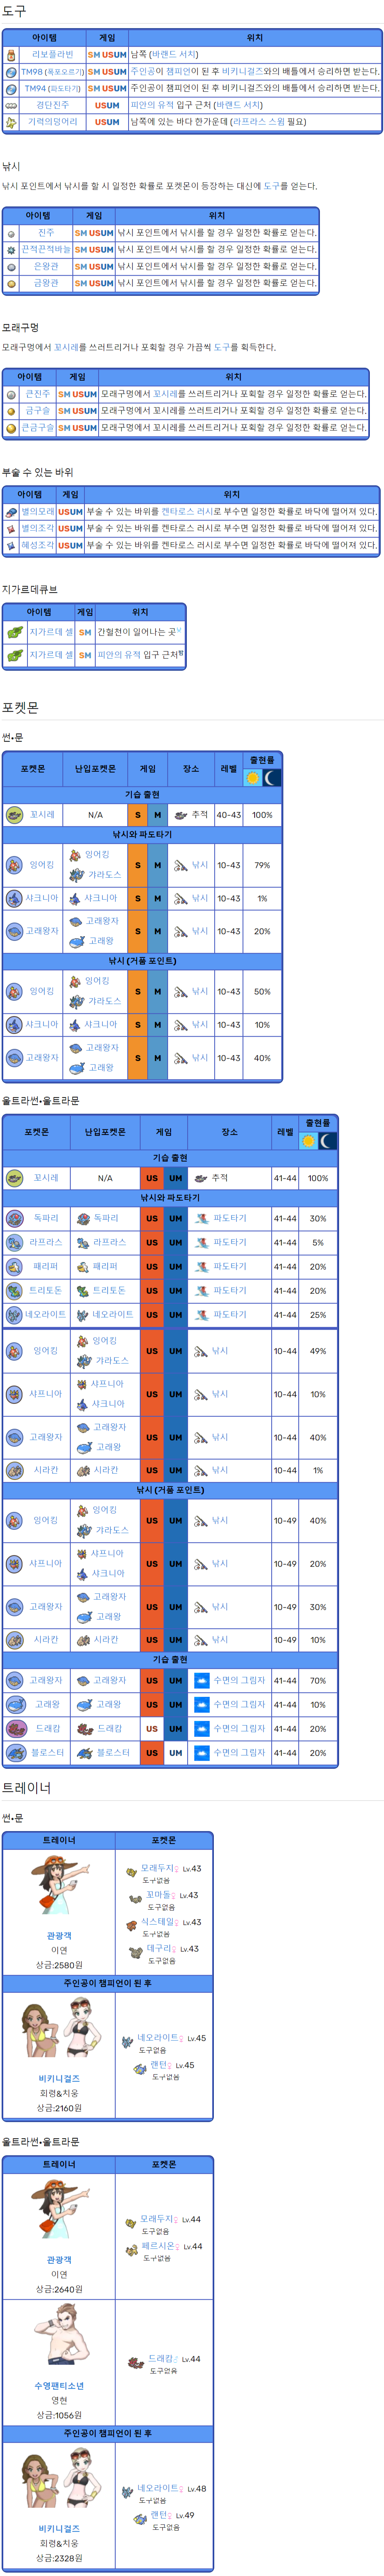 도구
아이템 게임 위치
리보플라빈 SM USUM 남쪽 (바랜드 서치)
TM98 (폭포오르기) SM USUM 주인공이 챔피언이 된 후 비키니걸즈와의 배틀에서 승리하면 받는다.
TM94 (파도타기) SM USUM 주인공이 챔피언이 된 후 비키니걸즈와의 배틀에서 승리하면 받는다.
경단진주 USUM 피안의 유적 입구 근처 (바랜드 서치)
기력의덩어리 USUM 남쪽에 있는 바다 한가운데 (라프라스 스윔 필요)
낚시
낚시 포인트에서 낚시를 할 시 일정한 확률로 포켓몬이 등장하는 대신에 도구를 얻는다.
아이템 게임 위치
진주 SM USUM 낚시 포인트에서 낚시를 할 경우 일정한 확률로 얻는다.
끈적끈적바늘 SM USUM 낚시 포인트에서 낚시를 할 경우 일정한 확률로 얻는다.
은왕관 SM USUM 낚시 포인트에서 낚시를 할 경우 일정한 확률로 얻는다.
금왕관 SM USUM 낚시 포인트에서 낚시를 할 경우 일정한 확률로 얻는다.
모래구멍
모래구멍에서 꼬시레를 쓰러트리거나 포획할 경우 가끔씩 도구를 획득한다.
아이템 게임 위치
큰진주 SM USUM 모래구멍에서 꼬시레를 쓰러트리거나 포획할 경우 일정한 확률로 얻는다.
금구슬 SM USUM 모래구멍에서 꼬시레를 쓰러트리거나 포획할 경우 일정한 확률로 얻는다.
큰금구슬 SM USUM 모래구멍에서 꼬시레를 쓰러트리거나 포획할 경우 일정한 확률로 얻는다.
부술 수 있는 바위
아이템 게임 위치
별의모래 USUM 부술 수 있는 바위를 켄타로스 러시로 부수면 일정한 확률로 바닥에 떨어져 있다.
별의조각 USUM 부술 수 있는 바위를 켄타로스 러시로 부수면 일정한 확률로 바닥에 떨어져 있다.
혜성조각 USUM 부술 수 있는 바위를 켄타로스 러시로 부수면 일정한 확률로 바닥에 떨어져 있다.
지가르데큐브
아이템 게임 위치
지가르데 셀 SM 간헐천이 일어나는 곳
지가르데 셀 SM 피안의 유적 입구 근처밤
포켓몬
썬•문
포켓몬 난입포켓몬 게임 장소 레벨 출현률
기습 출현
꼬시레 N/A S M 추적 40-43 100%
낚시와 파도타기
잉어킹 잉어킹 갸라도스 S M 낚시 10-43 79%
샤크니아 샤크니아 S M 낚시 10-43 1%
고래왕자 고래왕자 고래왕 S M 낚시 10-43 20%
낚시 (거품 포인트)
잉어킹 잉어킹 갸라도스 S M 낚시 10-43 50%
샤크니아 샤크니아 S M 낚시 10-43 10%
고래왕자 고래왕자 고래왕 S M 낚시 10-43 40%
울트라썬•울트라문
포켓몬 난입포켓몬 게임 장소 레벨 출현률
기습 출현
꼬시레 N/A US UM 추적 41-44 100%
낚시와 파도타기
독파리 독파리 US UM 파도타기 41-44 30%
라프라스 라프라스 US UM 파도타기 41-44 5%
패리퍼 패리퍼 US UM 파도타기 41-44 20%
트리토돈 트리토돈 US UM 파도타기 41-44 20%
네오라이트 네오라이트 US UM 파도타기 41-44 25%
잉어킹 잉어킹 갸라도스 US UM 낚시 10-44 49%
샤프니아 샤프니아 샤크니아 US UM 낚시 10-44 10%
고래왕자 고래왕자 고래왕 US UM 낚시 10-44 40%
시라칸 시라칸 US UM 낚시 10-44 1%
낚시 (거품 포인트)
잉어킹 잉어킹 갸라도스 US UM 낚시 10-49 40%
샤프니아 샤프니아 샤크니아 US UM 낚시 10-49 20%
고래왕자 고래왕자 고래왕 US UM 낚시 10-49 30%
시라칸 시라칸 US UM 낚시 10-49 10%
기습 출현
고래왕자 고래왕자 US UM 수면의 그림자 41-44 70%
고래왕 고래왕 US UM 수면의 그림자 41-44 10%
드래캄 드래캄 US UM 수면의 그림자 41-44 20%
블로스터 블로스터 US UM 수면의 그림자 41-44 20%
트레이너
썬•문
트레이너 포켓몬
관광객
이연
상금:2580원
모래두지♀ Lv.43
도구없음
꼬마돌♀ Lv.43
도구없음
식스테일♀ Lv.43
도구없음
데구리♀ Lv.43
도구없음
주인공이 챔피언이 된 후
비키니걸즈
회령&치웅
상금:2160원
네오라이트♀ Lv.45
도구없음
랜턴♀ Lv.45
도구없음
울트라썬•울트라문
트레이너 포켓몬
관광객
이연
상금:2640원
모래두지♀ Lv.44
도구없음
페르시온♀ Lv.44
도구없음
수영팬티소년
영현
상금:1056원
드래캄♂ Lv.44
도구없음
주인공이 챔피언이 된 후
비키니걸즈
회령&치웅
상금:2328원
네오라이트♀ Lv.48
도구없음
랜턴♀ Lv.49
도구없음